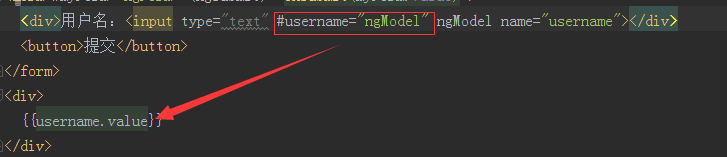 <div>用户名：<input type="text" #username="ngModel" ngModel name="username"></div>
<button>提交</button>
</form>
<div>
{{username.value}}
</div>